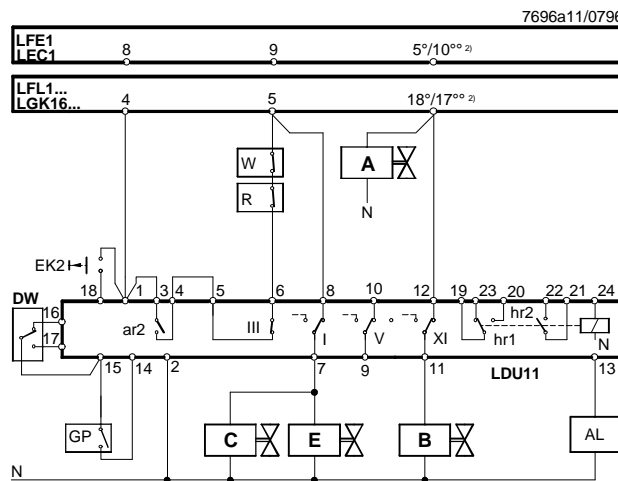 7696a11/0796
LFE1
LEC1
8 9 5°/10°° 2)
LFL1...
LGK16...
4 5 18°/17°° 2)
W
R
A
N
EK2
DW
18 1 3 4 5 6 8 10 12 19 23 20 22 21 24
16
17
ar2 III I V XI hr1 hr2 N
15 14 2 7 9 11 LDU11 13
GP C E B AL
N